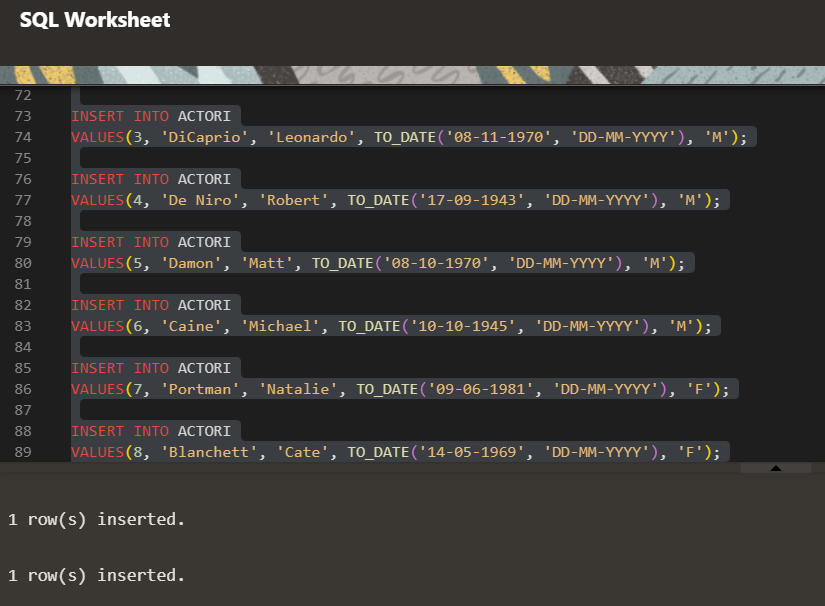 SQL Worksheet
72
73 INSERT INTO ACTORI
74 VALUES(3, 'DiCaprio', 'Leonardo', TO_DATE('08-11-1970', 'DD-MM-YYYY'), 'M');
75
76 INSERT INTO ACTORI
77 VALUES(4, 'De Niro', 'Robert', TO_DATE('17-09-1943', 'DD-MM-YYYY'), 'M');
78
79 INSERT INTO ACTORI
80 VALUES(5, 'Damon', 'Matt', TO_DATE('08-10-1970', 'DD-MM-YYYY'), 'M');
81
82 INSERT INTO ACTORI
83 VALUES(6, 'Caine', 'Michael', TO_DATE('10-10-1945', 'DD-MM-YYYY'), 'M');
84
85 INSERT INTO ACTORI
86 VALUES(7, 'Portman', 'Natalie', TO_DATE('09-06-1981', 'DD-MM-YYYY'), 'F');
87
88 INSERT INTO ACTORI
89 VALUES(8, 'Blanchett', 'Cate', TO_DATE('14-05-1969', 'DD-MM-YYYY'), 'F');
1 row(s) inserted.
1 row(s) inserted.